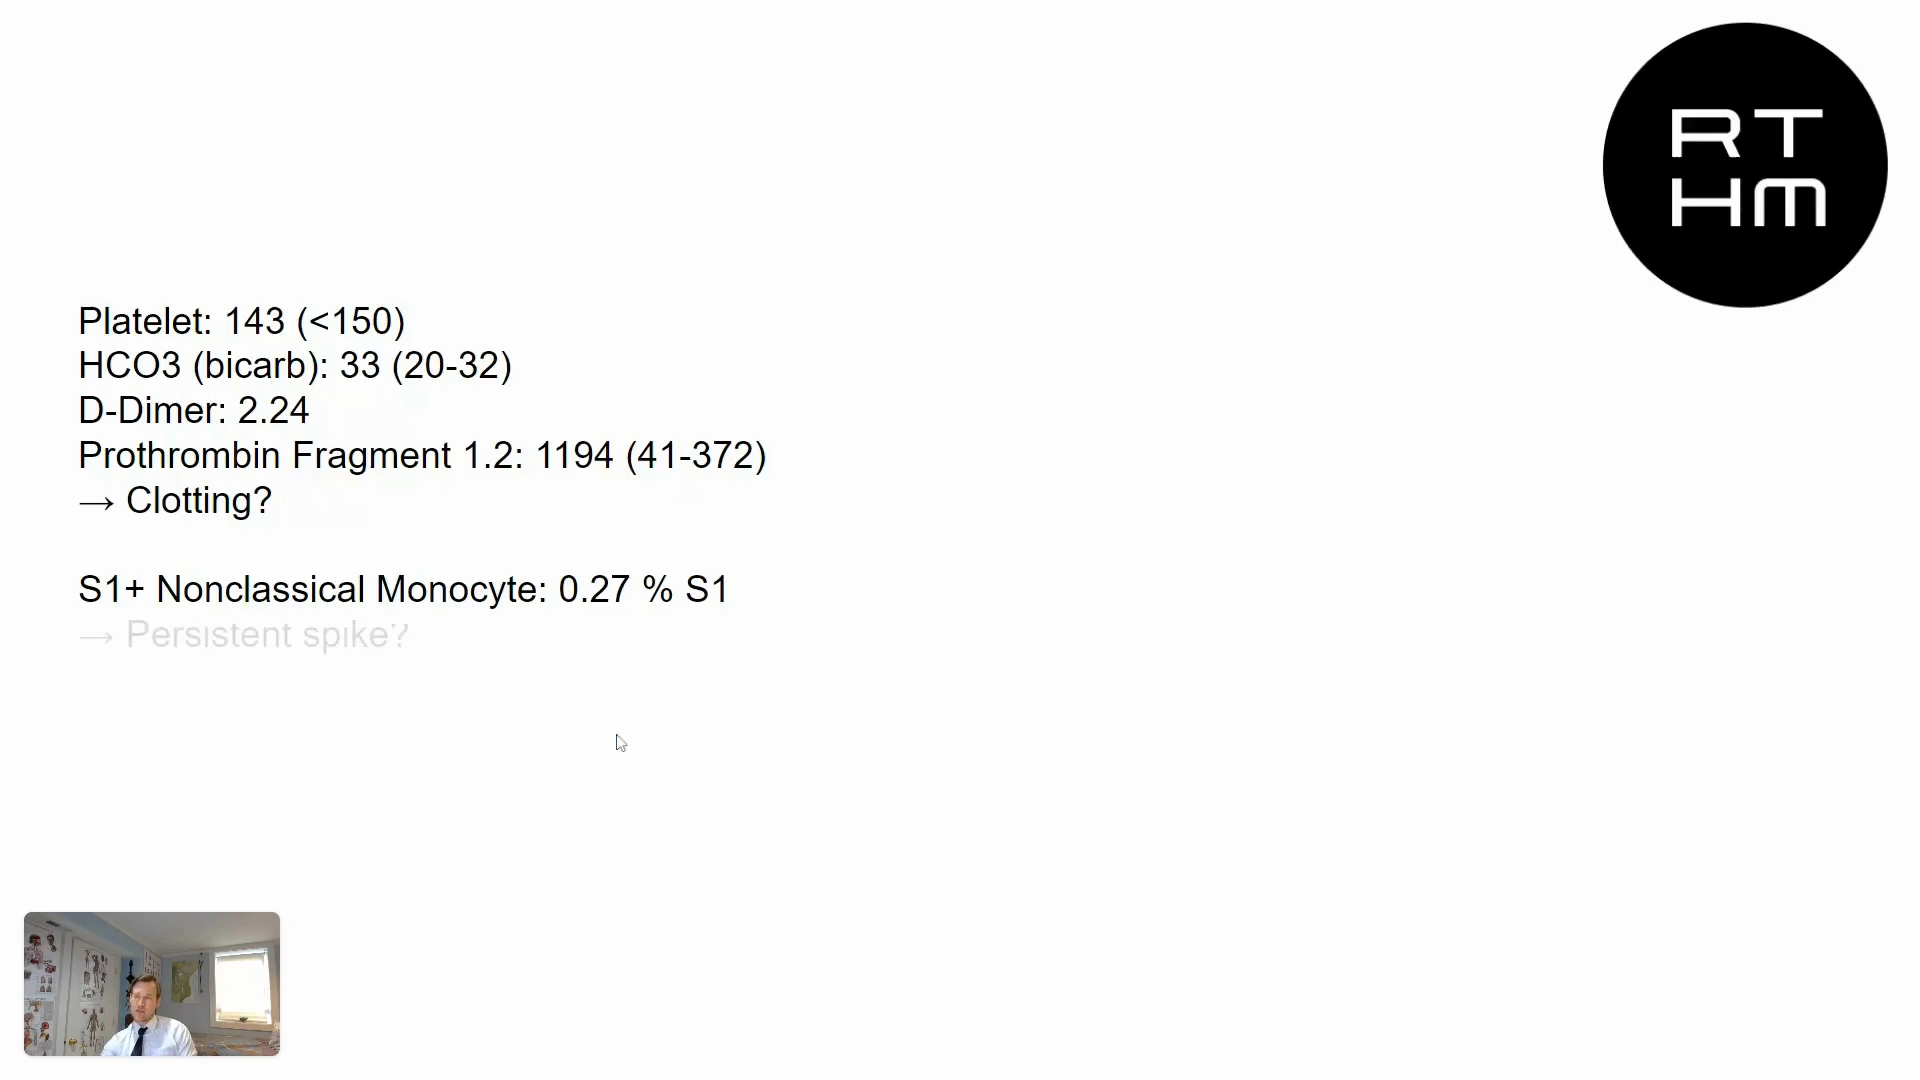 RT
HM
Platelet: 143 (<150)
HCO3 (bicarb): 33 (20-32)
D-Dimer: 2.24
Prothrombin Fragment 1.2: 1194 (41-372)
→ Clotting?
S1+ Nonclassical Monocyte: 0.27 % S1
→ Persistent spike?